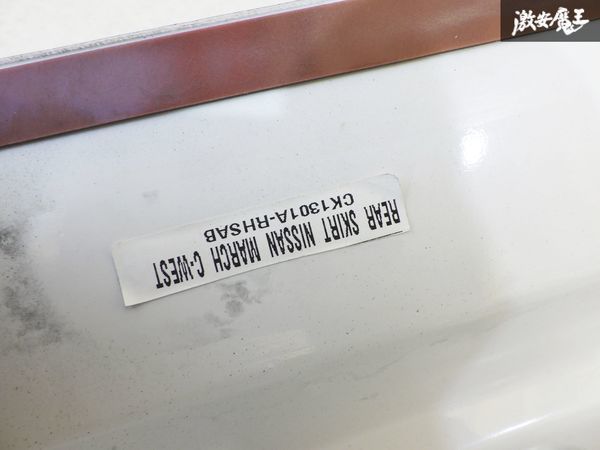 激安魔王
REAR SKIRT NISSAN MARCH C-WEST
CK1301A-RHSAB